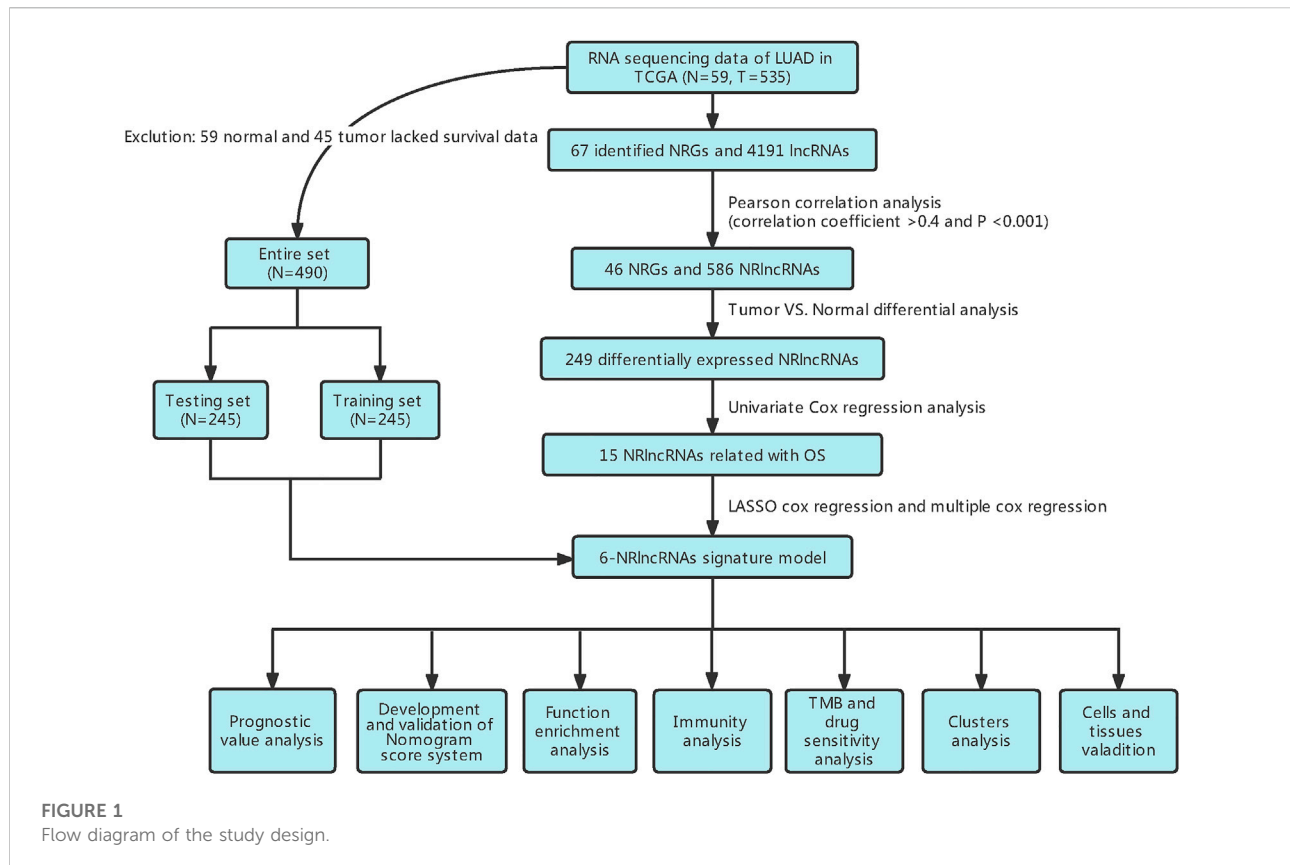 RNA sequencing data of LUAD in
TCGA (N=59, T=535)
Exclution: 59 normal and 45 tumor lacked survival data
67 identified NRGs and 4191 lncRNAs
Pearson correlation analysis
(correlation coefficient >0.4 and P <0.001)
Entire set
(N=490)
46 NRGs and 586 NRlncRNAs
Tumor VS. Normal differential analysis
249 differentially expressed NRlncRNAs
Testing set
(N=245)
Training set
(N=245)
Univariate Cox regression analysis
15 NRlncRNAs related with OS
LASSO cox regression and multiple cox regression
6-NRlncRNAs signature model
Prognostic
value analysis
Development
and validation of
Nomogram
score system
Function
enrichment
analysis
Immunity
analysis
TMB and
drug
sensitivity
analysis
Clusters
analysis
Cells and
tissues
valadition
FIGURE 1
Flow diagram of the study design.